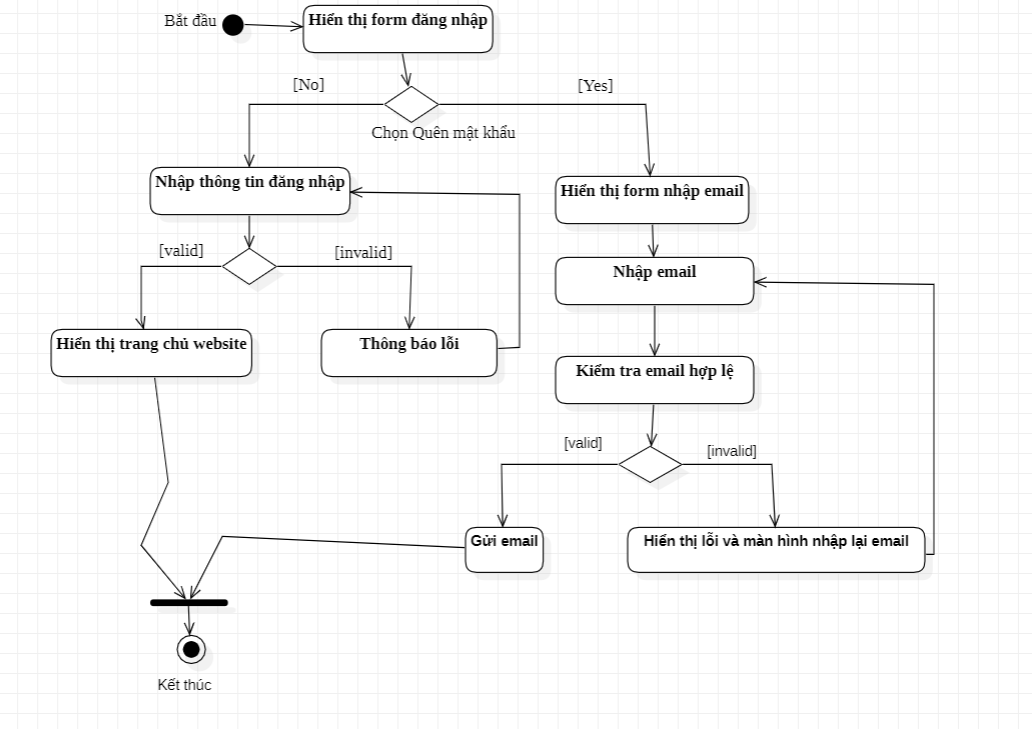 Bắt đầu
Hiển thị form đăng nhập
[No]
[Yes]
Chọn Quên mật khẩu
Nhập thông tin đăng nhập
Hiển thị form nhập email
[valid]
[invalid]
Nhập email
Hiển thị trang chủ website
Thông báo lỗi
Kiểm tra email hợp lệ
[valid]
[invalid]
Gửi email
Hiển thị lỗi và màn hình nhập lại email
Kết thúc